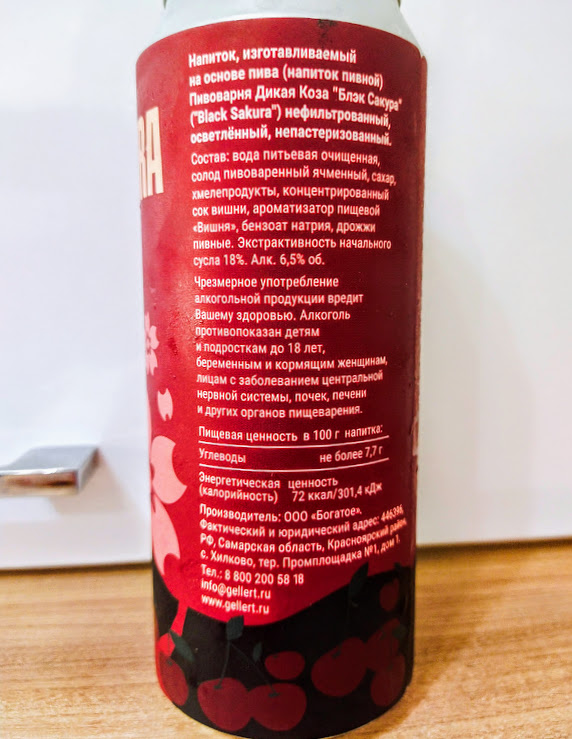 RA
Напиток, изготавливаемый
на основе пива (напиток пивной)
Пивоварня Дикая Коза "Блэк Сакура"
("Black Sakura") нефильтрованный,
осветлённый, непастеризованный.
Состав: вода питьевая очищенная,
солод пивоваренный ячменный, сахар,
хмелепродукты, концентрированный
сок вишни, ароматизатор пищевой
«Вишня», бензоат натрия, дрожжи
пивные. Экстрактивность начального
сусла 18%. Алк. 6,5% об.
Чрезмерное употребление
алкогольной продукции вредит
Вашему здоровью. Алкоголь
противопоказан детям
и подросткам до 18 лет,
беременным и кормящим женщинам,
лицам с заболеванием центральной
нервной системы, почек, печени
и других органов пищеварения.
Пищевая ценность в 100 г напитка:
Углеводы не более 7,7 г
Энергетическая ценность
(калорийность) 72 ккал/301,4 кДж
Производитель: ООО «Богатое».
Фактический и юридический адрес: 446396,
РФ, Самарская область, Красноярский район,
с. Хилково, тер. Промплощадка №1, дом 1.
Тел.: 8 800 200 58 18
info@gellert.ru
www.gellert.ru